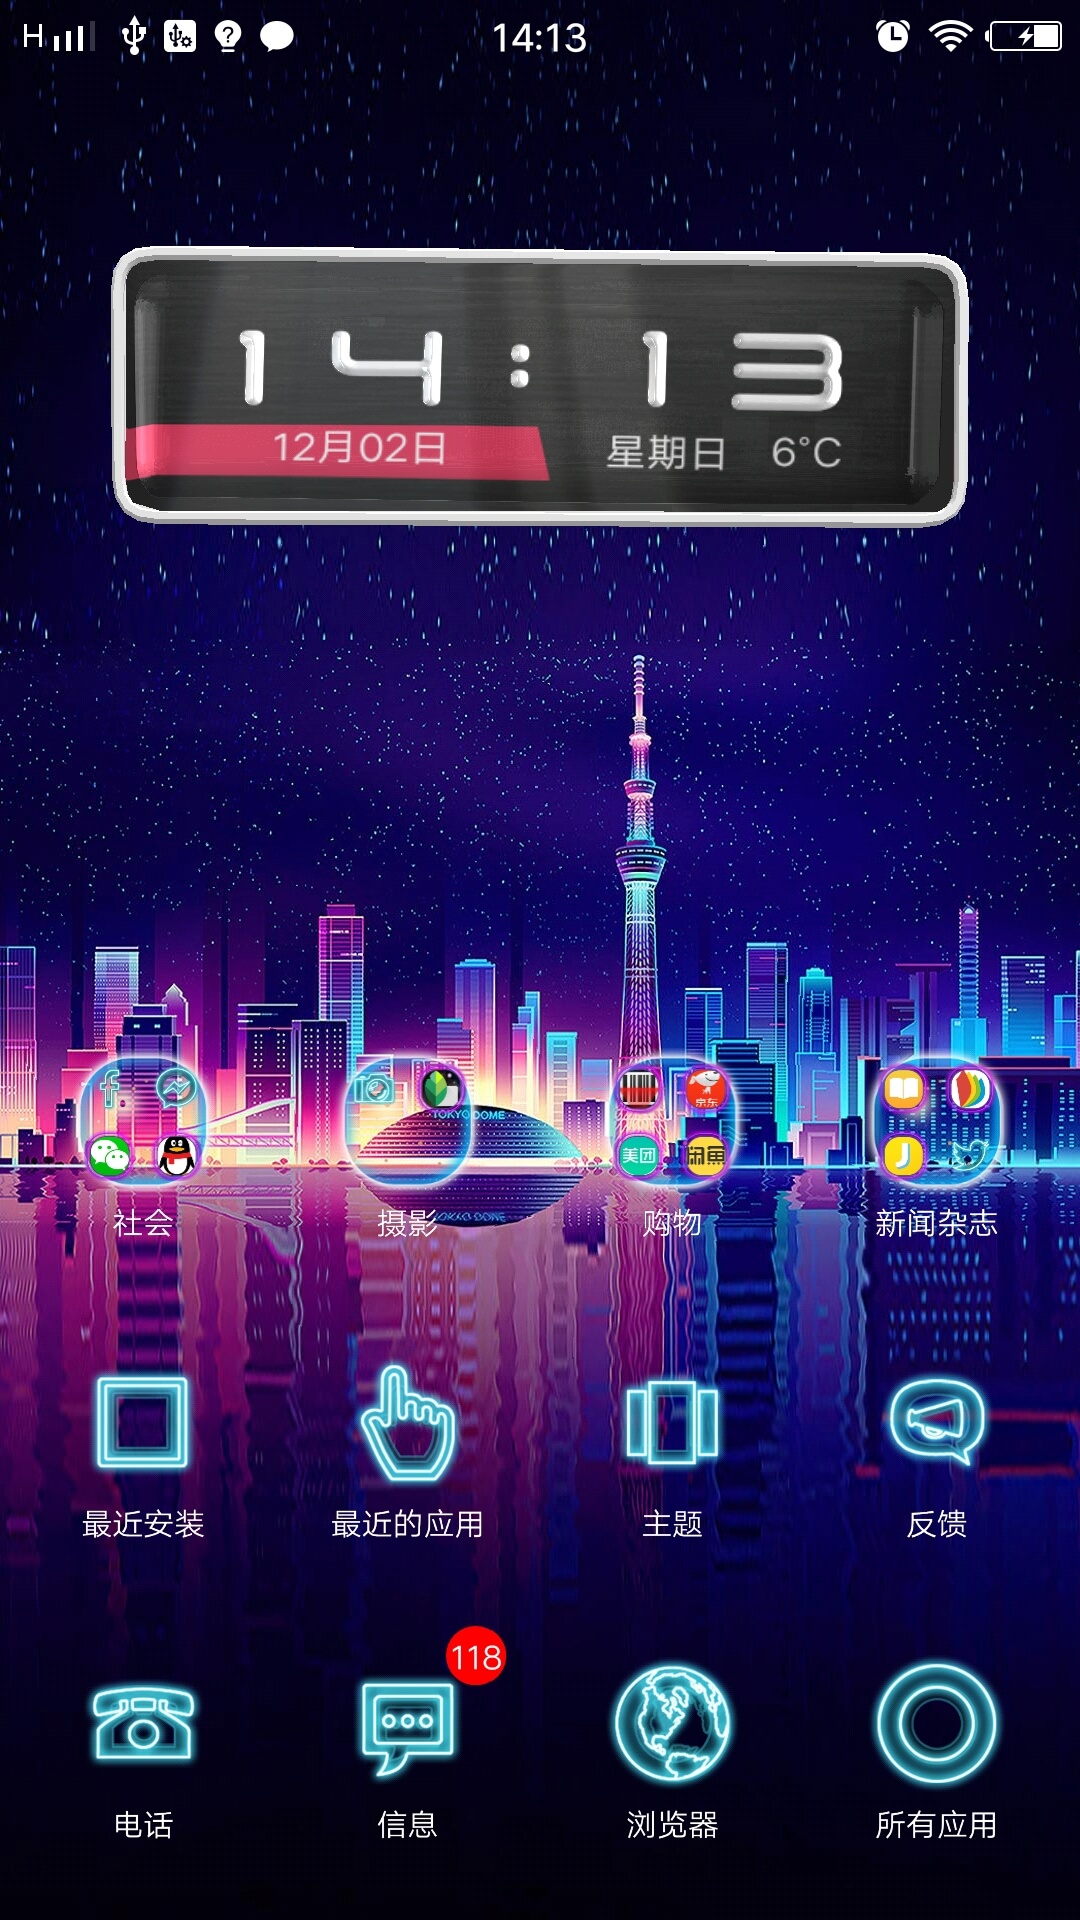 H 14:13
14:13
12月02日 星期日 6°C
TOKYO DOME
京东
美团 闲鱼
社会 摄影 购物 新闻杂志
最近安装 最近的应用 主题 反馈
118
电话 信息 浏览器 所有应用